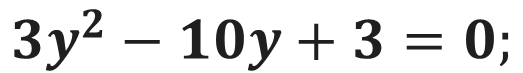 3y² − 10y + 3 = 0;